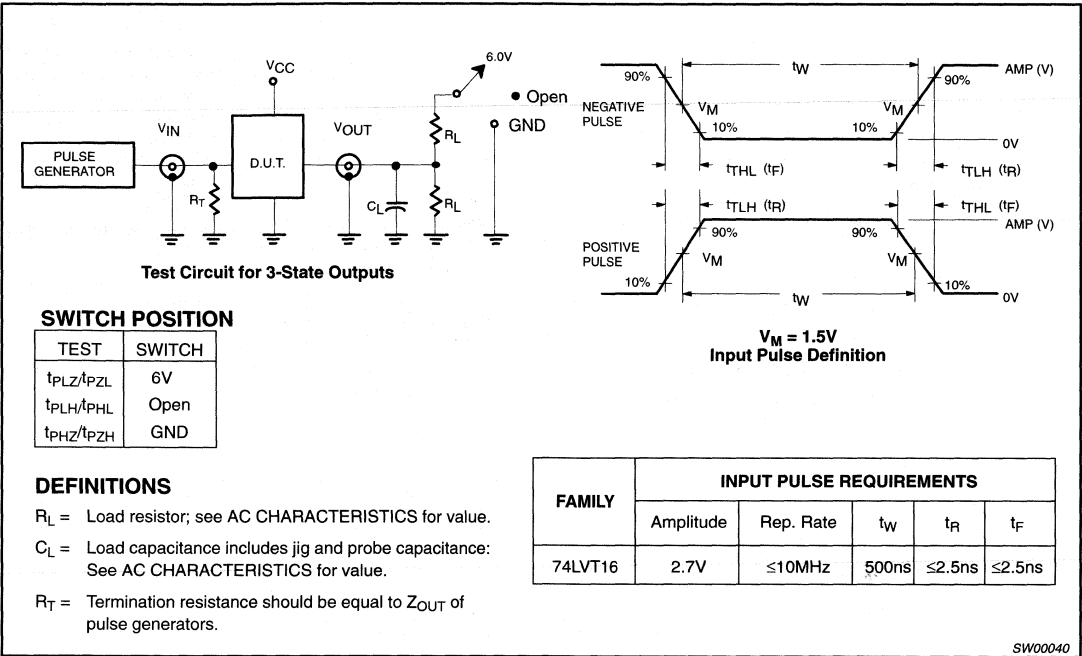 VCC
6.0V
Open
GND
VIN
VOUT
PULSE
GENERATOR
D.U.T.
RT
CL
RL
RL
Test Circuit for 3-State Outputs
tW
AMP (V)
90%
90%
NEGATIVE
PULSE
VM
VM
10%
10%
0V
tTHL (tF)
tTLH (tR)
tTLH (tR)
tTHL (tF)
AMP (V)
90%
90%
POSITIVE
PULSE
VM
VM
10%
10%
tW
0V
VM = 1.5V
Input Pulse Definition
SWITCH POSITION
TEST SWITCH
tPLZ/tPZL 6V
tPLH/tPHL Open
tPHZ/tPZH GND
DEFINITIONS
RL = Load resistor; see AC CHARACTERISTICS for value.
CL = Load capacitance includes jig and probe capacitance:
See AC CHARACTERISTICS for value.
RT = Termination resistance should be equal to ZOUT of
pulse generators.
FAMILY
INPUT PULSE REQUIREMENTS
Amplitude Rep. Rate tW tR tF
74LVT16 2.7V ≤10MHz 500ns ≤2.5ns ≤2.5ns
SW00040